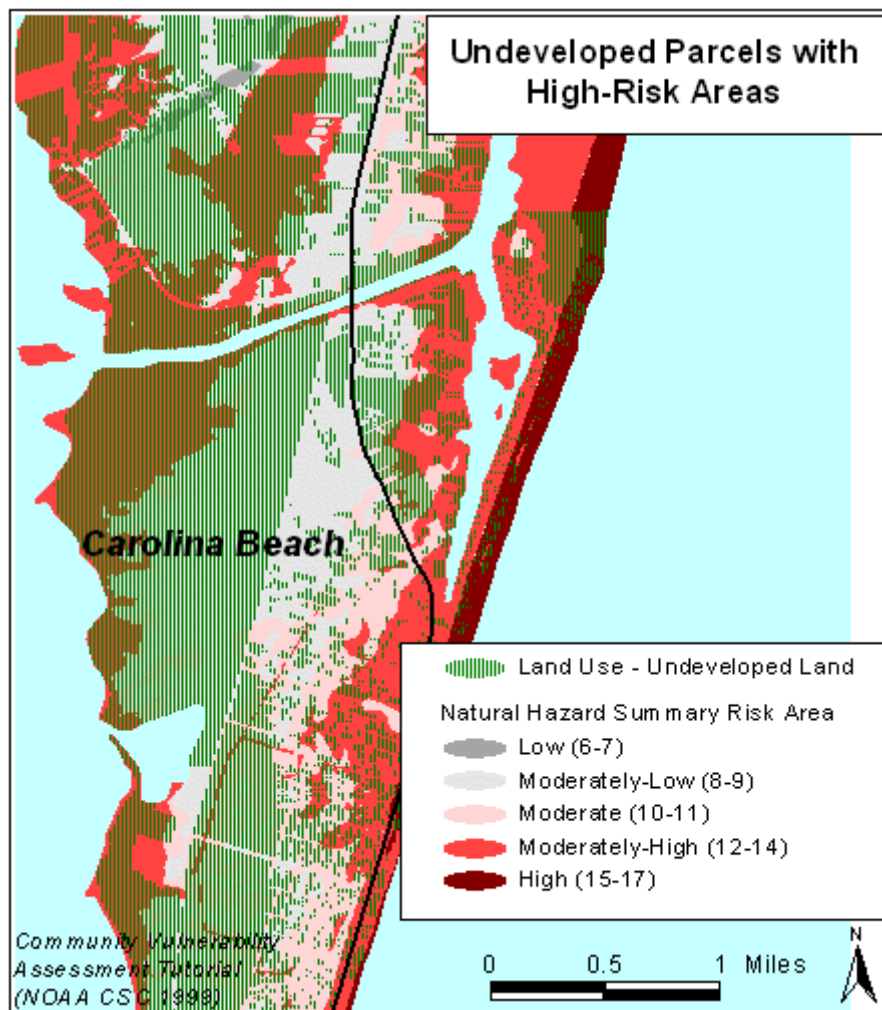 Undeveloped Parcels with
High-Risk Areas
Carolina Beach
Land Use - Undeveloped Land
Natural Hazard Summary Risk Area
Low (6-7)
Moderately-Low (8-9)
Moderate (10-11)
Moderately-High (12-14)
High (15-17)
Community Vulnerability
Assessment Tutorial
(NOAA CSC 1999)
N
0 0.5 1 Miles